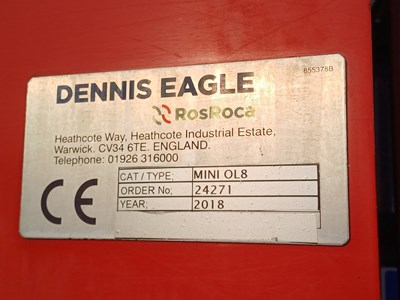 655378B
DENNIS EAGLE
RosRoca
Heathcote Way, Heathcote Industrial Estate,
Warwick. CV34 6TE. ENGLAND.
Telephone: 01926 316000
CE
CAT / TYPE; MINI OL8
ORDER No; 24271
YEAR; 2018